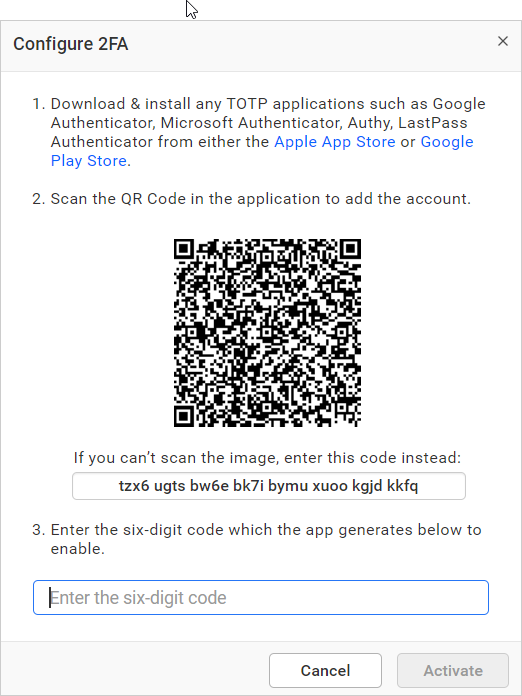 Configure 2FA
1. Download & install any TOTP applications such as Google
Authenticator, Microsoft Authenticator, Authy, LastPass
Authenticator from either the Apple App Store or Google
Play Store.
2. Scan the QR Code in the application to add the account.
If you can’t scan the image, enter this code instead:
tzx6 ugts bw6e bk7i bymu xuoo kgjd kkfq
3. Enter the six-digit code which the app generates below to
enable.
Enter the six-digit code
Cancel
Activate